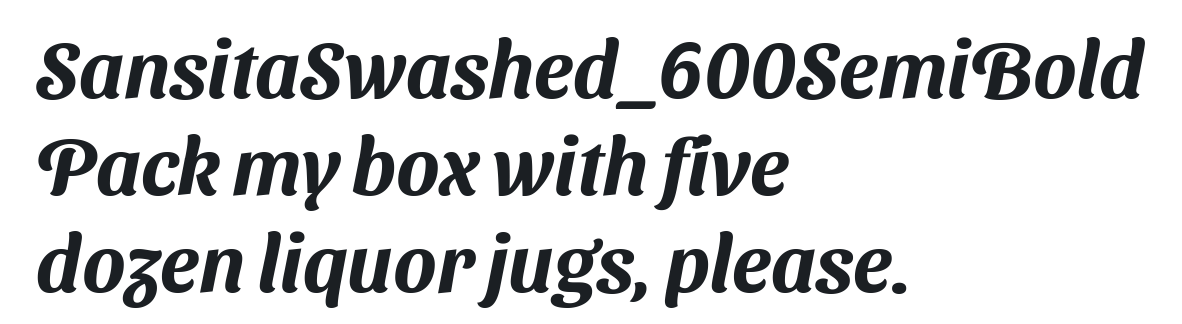 SansitaSwashed_600SemiBold
Pack my box with five
dozen liquor jugs, please.